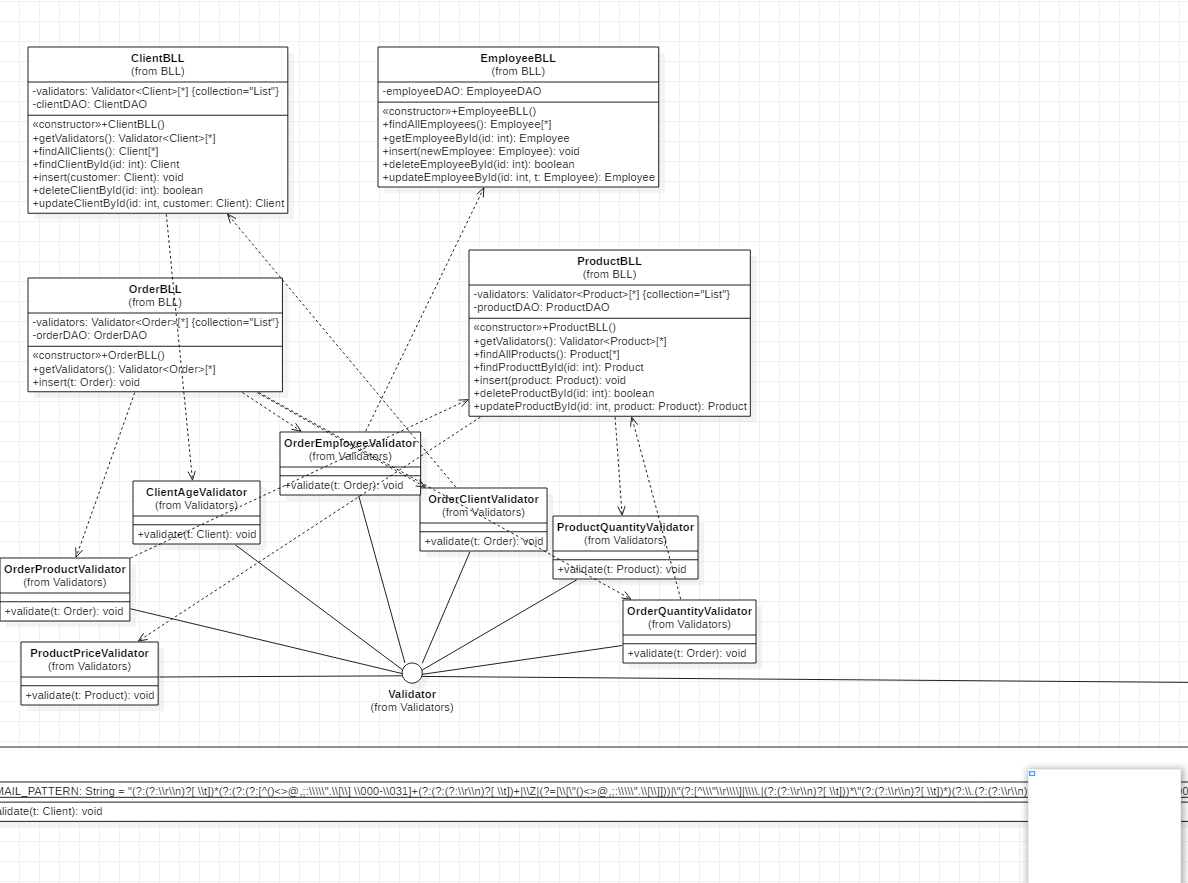 ClientBLL
(from BLL)
-validators: Validator<Client>[*] {collection="List"}
-clientDAO: ClientDAO
«constructor»+ClientBLL()
+getValidators(): Validator<Client>[*]
+findAllClients(): Client[*]
+findClientById(id: int): Client
+insert(customer: Client): void
+deleteClientById(id: int): boolean
+updateClientById(id: int, customer: Client): Client
EmployeeBLL
(from BLL)
-employeeDAO: EmployeeDAO
«constructor»+EmployeeBLL()
+findAllEmployees(): Employee[*]
+getEmployeeById(id: int): Employee
+insert(newEmployee: Employee): void
+deleteEmployeeById(id: int): boolean
+updateEmployeeById(id: int, t: Employee): Employee
OrderBLL
(from BLL)
-validators: Validator<Order>[*] {collection="List"}
-orderDAO: OrderDAO
«constructor»+OrderBLL()
+getValidators(): Validator<Order>[*]
+insert(t: Order): void
ProductBLL
(from BLL)
-validators: Validator<Product>[*] {collection="List"}
-productDAO: ProductDAO
«constructor»+ProductBLL()
+getValidators(): Validator<Product>[*]
+findAllProducts(): Product[*]
+findProducttById(id: int): Product
+insert(product: Product): void
+deleteProductById(id: int): boolean
+updateProductById(id: int, product: Product): Product
OrderEmployeeValidator
(from Validators)
+validate(t: Order): void
ClientAgeValidator
(from Validators)
+validate(t: Client): void
OrderClientValidator
(from Validators)
+validate(t: Order): void
ProductQuantityValidator
(from Validators)
+validate(t: Product): void
OrderProductValidator
(from Validators)
+validate(t: Order): void
OrderQuantityValidator
(from Validators)
+validate(t: Order): void
ProductPriceValidator
(from Validators)
+validate(t: Product): void
Validator
(from Validators)
MAIL_PATTERN: String = "(?:(?:\\r\\n)?[ \\t])*(?:(?:(?:[^()<>@,;:\\\\".\\[\\] \\000-\\031]+(?:(?:(?:\\r\\n)?[ \\t])+|\\Z|(?=[\\["()<>@,;:\\\\".\\[\\]]))|\"(?:[^\\\"\\r\\\\]|\\\\.|(?:(?:\\r\\n)?[ \\t]))*\"(?:(?:\\r\\n)?[ \\t])*)(?:\\.(?:(?:\\r\\n)
alidate(t: Client): void